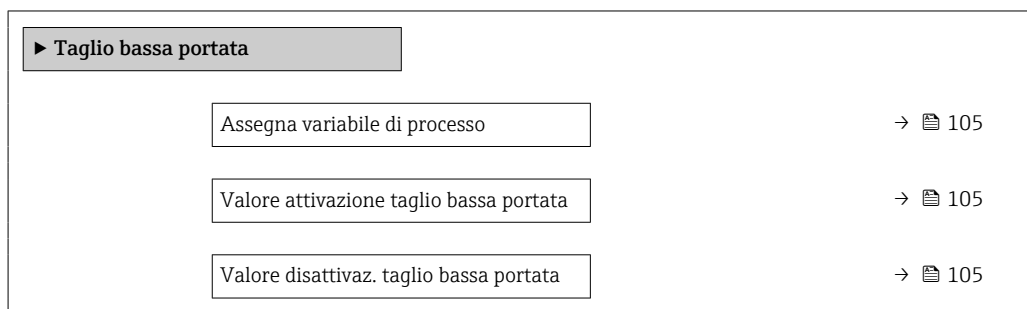 ▶ Taglio bassa portata
Assegna variabile di processo → 105
Valore attivazione taglio bassa portata → 105
Valore disattivaz. taglio bassa portata → 105